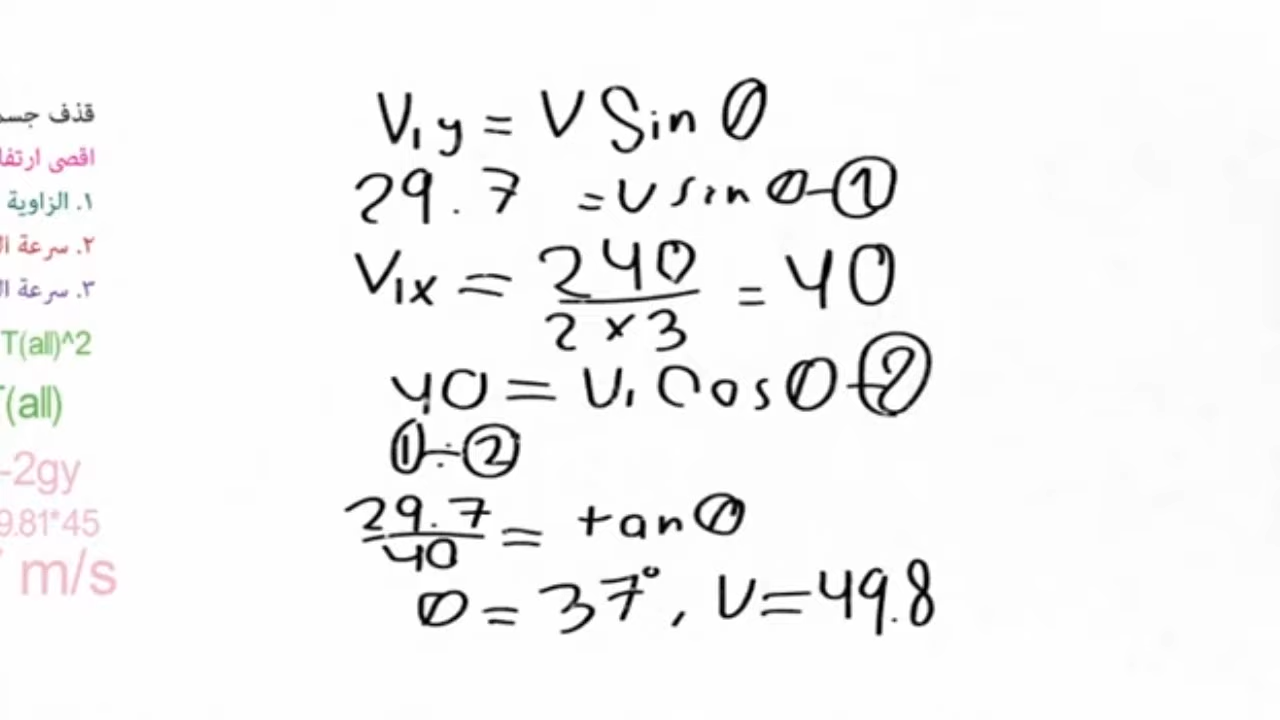 قذف
اقصى
١. الزاوية
٢. سرعة
٣. سرعة
T(all)^2
(all)
-2gy
9.81*45
m/s
V₁y = V Sin θ
29.7 = V sin θ - ①
V₁x = 240/(2 × 3) = 40
40 = V₁ Cos θ - ②
① ÷ ②
29.7/40 = tan θ
θ = 37°, V = 49.8